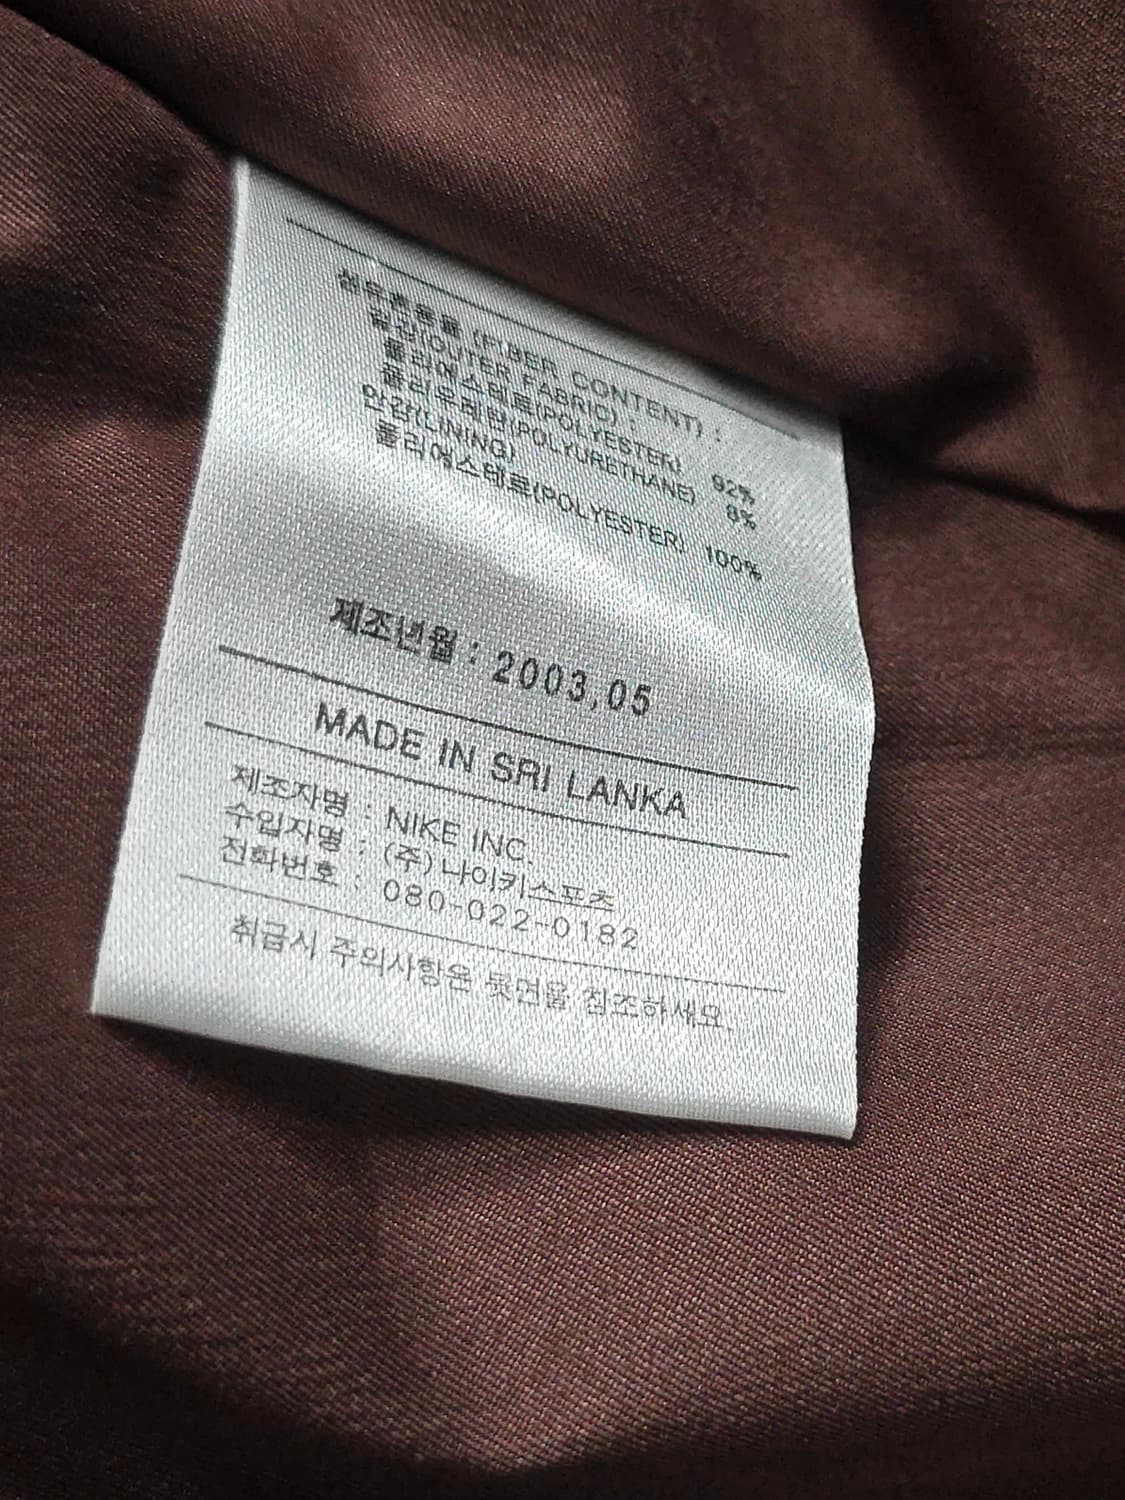 섬유혼용률 (FIBER CONTENT) :
겉감(OUTER FABRIC) :
폴리에스테르(POLYESTER) 92%
폴리우레탄(POLYURETHANE) 8%
안감(LINING)
폴리에스테르(POLYESTER) 100%
제조년월 : 2003,05
MADE IN SRI LANKA
제조자명 : NIKE INC.
수입자명 : (주) 나이키스포츠
전화번호 : 080-022-0182
취급시 주의사항은 뒷면을 참조하세요.